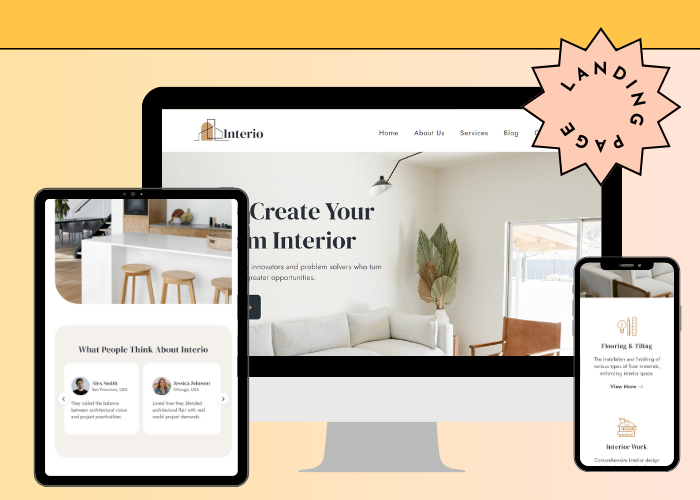 LANDING PAGE
Interio
Home About Us Services Blog
Create Your
Interior
innovators and problem solvers who turn
greater opportunities.
What People Think About Interio
Alex Smith
San Francisco, USA
They nailed the balance
between architectural vision
and project practicalities.
Jessica Johnson
Chicago, USA
Loved how they blended
architectural flair with real-
world project demands.
Flooring & Tiling
The installation and finishing of
various types of floor materials,
enhancing interior space
View More →
Interior Work
Comprehensive interior design